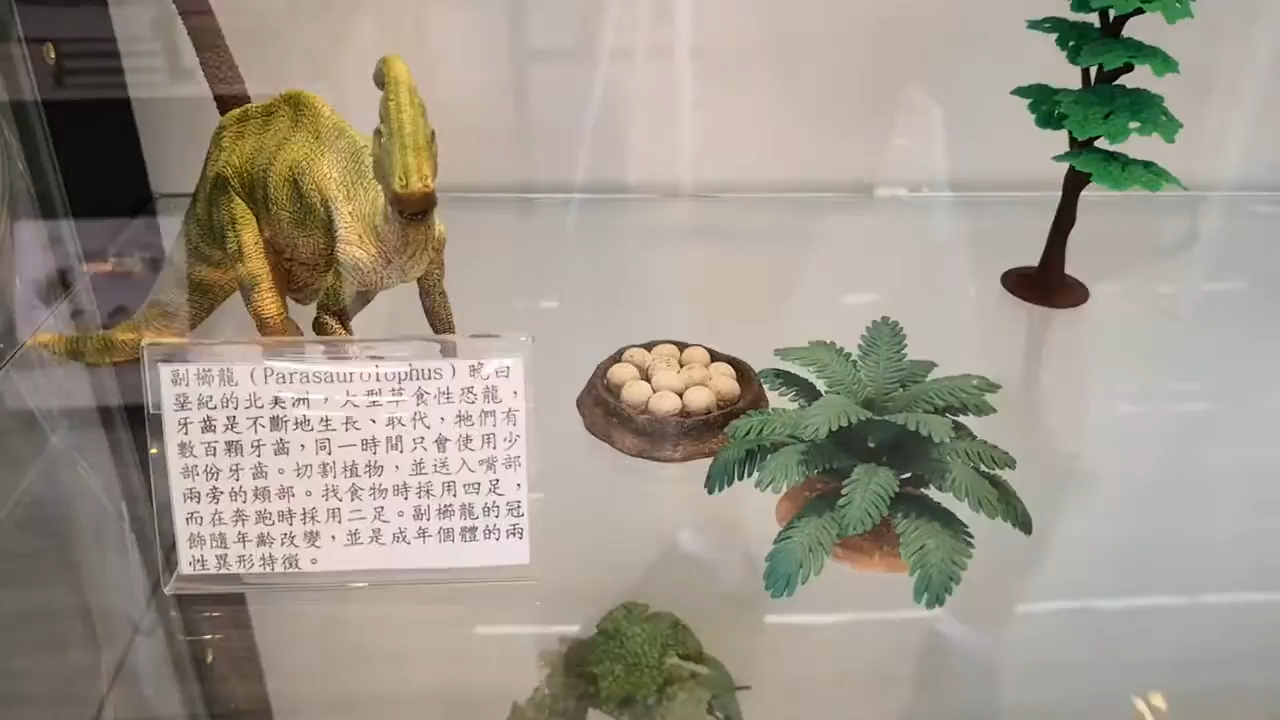 副櫛龍（Parasaurolophus）晚白
堊紀的北美洲，大型草食性恐龍，
牙齒是不斷地生長、取代，牠們有
數百顆牙齒，同一時間只會使用少
部份牙齒。切割植物，並送入嘴部
兩旁的頰部。找食物時採用四足，
而在奔跑時採用二足。副櫛龍的冠
飾隨年齡改變，並是成年個體的兩
性異形特徵。